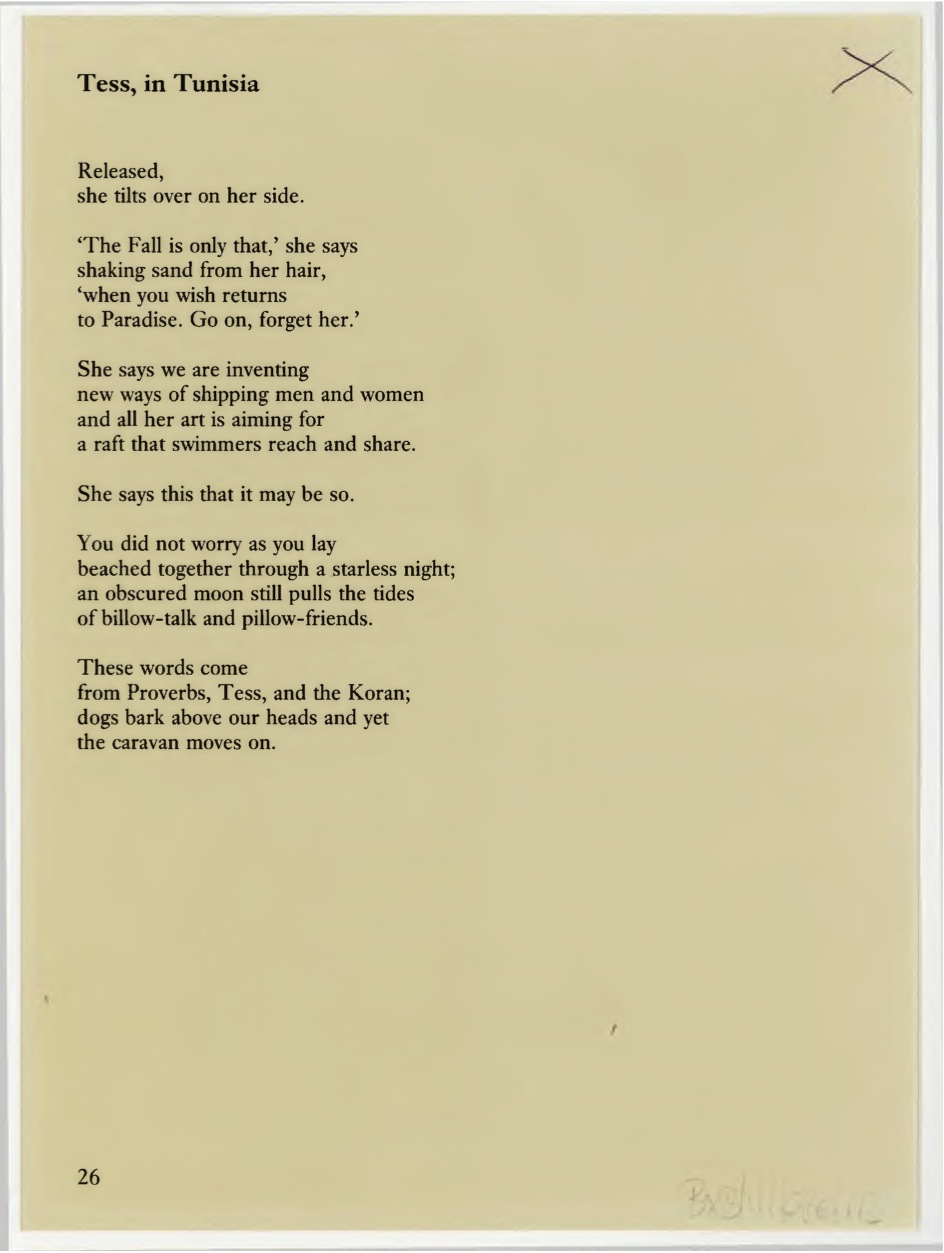 Tess, in Tunisia
Released,
she tilts over on her side.
‘The Fall is only that,’ she says
shaking sand from her hair,
‘when you wish returns
to Paradise. Go on, forget her.’
She says we are inventing
new ways of shipping men and women
and all her art is aiming for
a raft that swimmers reach and share.
She says this that it may be so.
You did not worry as you lay
beached together through a starless night;
an obscured moon still pulls the tides
of billow-talk and pillow-friends.
These words come
from Proverbs, Tess, and the Koran;
dogs bark above our heads and yet
the caravan moves on.
26